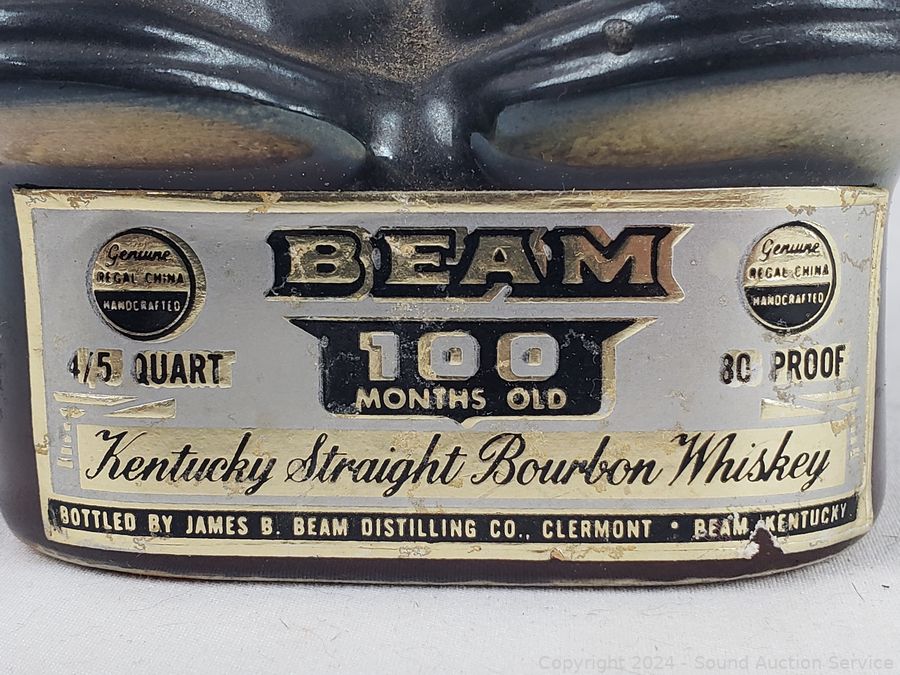 Genuine
REGAL CHINA
HANDCRAFTED
BEAM
Genuine
REGAL CHINA
HANDCRAFTED
4/5 QUART
100
MONTHS OLD
80 PROOF
Kentucky Straight Bourbon Whiskey
BOTTLED BY JAMES B. BEAM DISTILLING CO., CLERMONT • BEAM, KENTUCKY
Copyright 2024 - Sound Auction Service